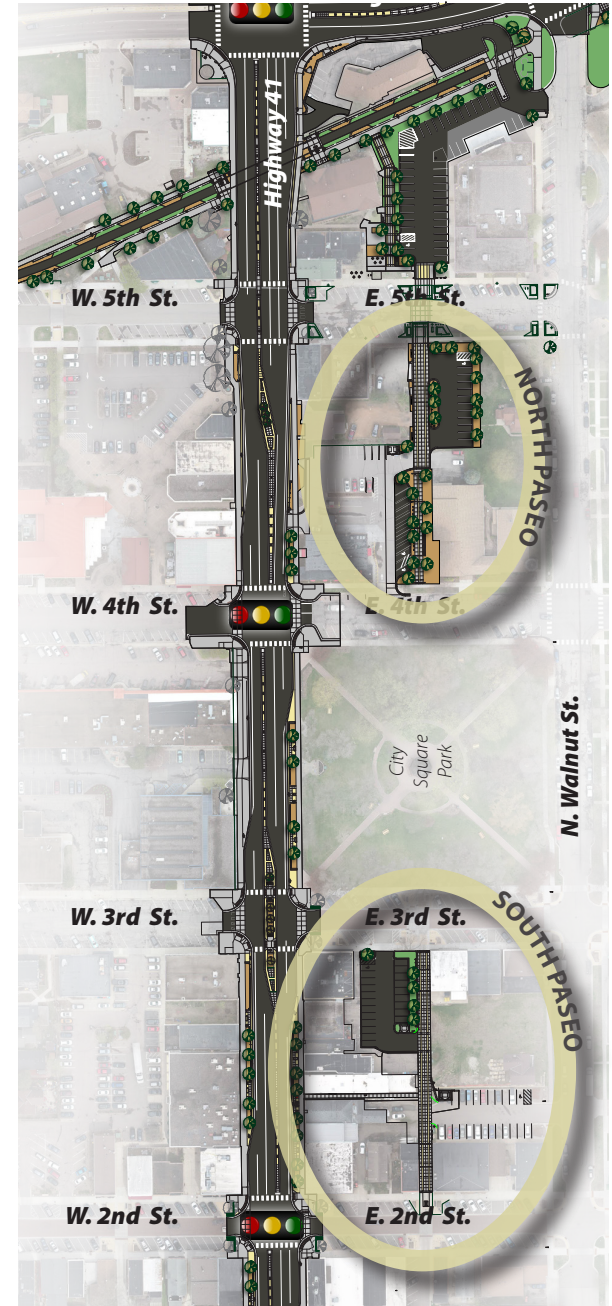 Highway 41
W. 5th St.
E. 5th St.
NORTH PASEO
W. 4th St.
E. 4th St.
City
Square
Park
N. Walnut St.
W. 3rd St.
E. 3rd St.
SOUTH PASEO
W. 2nd St.
E. 2nd St.